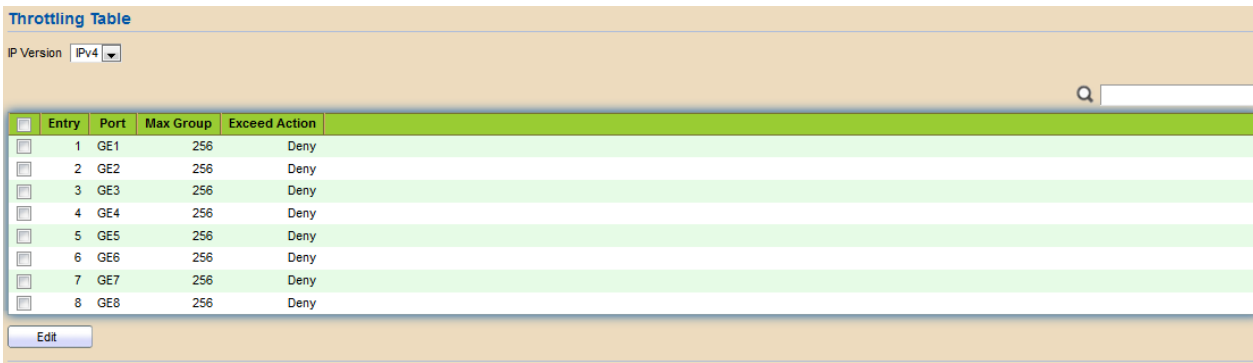 Throttling Table
IP Version IPv4
Entry Port Max Group Exceed Action
1 GE1 256 Deny
2 GE2 256 Deny
3 GE3 256 Deny
4 GE4 256 Deny
5 GE5 256 Deny
6 GE6 256 Deny
7 GE7 256 Deny
8 GE8 256 Deny
Edit